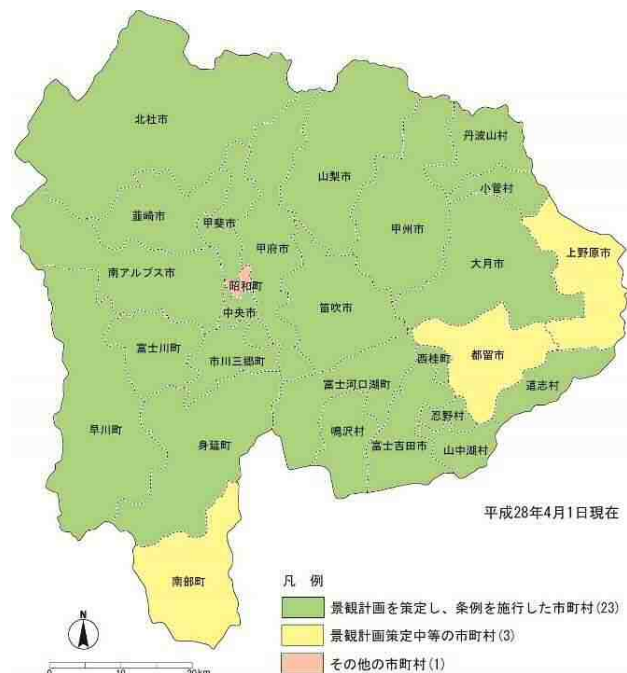 北杜市
丹波山村
山梨市
小菅村
韮崎市
甲斐市
甲州市
甲府市
上野原市
大月市
南アルプス市
昭和町
笛吹市
中央市
富士川町
市川三郷町
西桂町
都留市
富士河口湖町
道志村
忍野村
早川町
身延町
鳴沢村
富士吉田市
山中湖村
平成28年4月1日現在
南部町
凡 例
景観計画を策定し、条例を施行した市町村(23)
N
景観計画策定中等の市町村(3)
その他の市町村(1)
0 10 20km